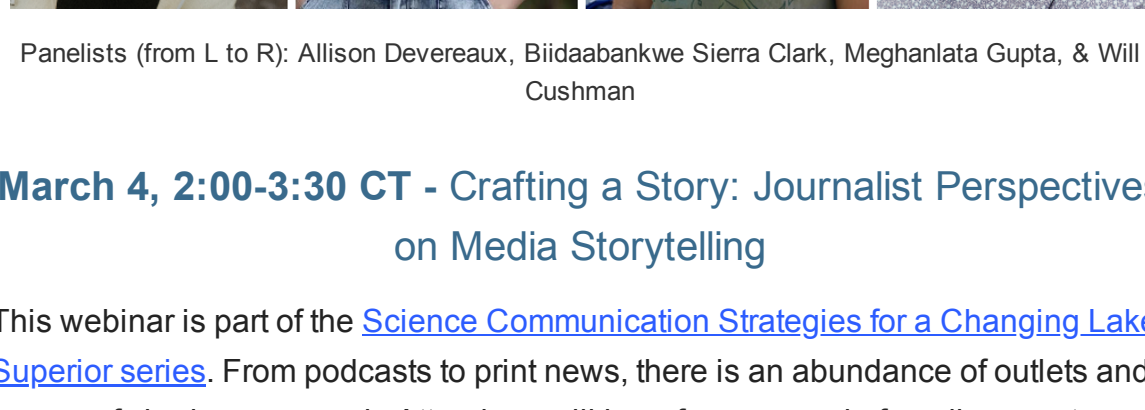 Panelists (from L to R): Allison Devereaux, Biidaabankwe Sierra Clark, Meghanlata Gupta, & Will
Cushman
March 4, 2:00-3:30 CT - Crafting a Story: Journalist Perspectives
on Media Storytelling
This webinar is part of the Science Communication Strategies for a Changing Lake
Superior series. From podcasts to print news, there is an abundance of outlets and